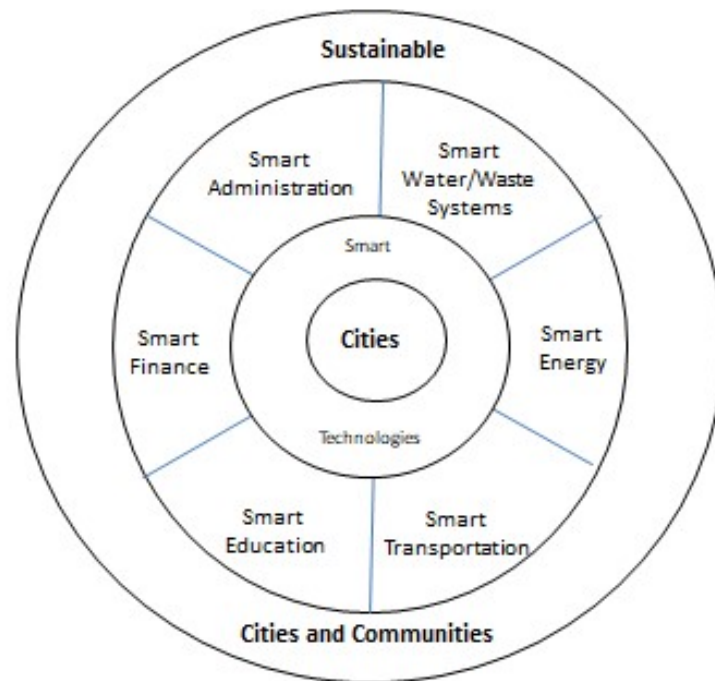 Sustainable
Smart
Administration
Smart
Water/Waste
Systems
Smart
Cities
Smart
Finance
Smart
Energy
Technologies
Smart
Education
Smart
Transportation
Cities and Communities